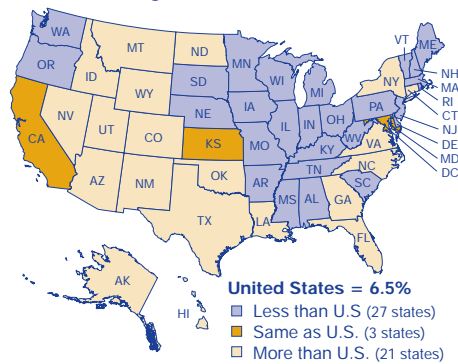 WA
VT
ME
MT
ND
MN
OR
NH
ID
SD
WI
NY
MA
WY
MI
RI
CT
NV
NE
IA
PA
NJ
UT
IL
IN
OH
DE
CA
CO
KS
MO
WV
VA
MD
KY
DC
AZ
NM
OK
AR
TN
NC
SC
TX
LA
MS
AL
GA
FL
AK
HI
United States = 6.5%
Less than U.S (27 states)
Same as U.S. (3 states)
More than U.S. (21 states)